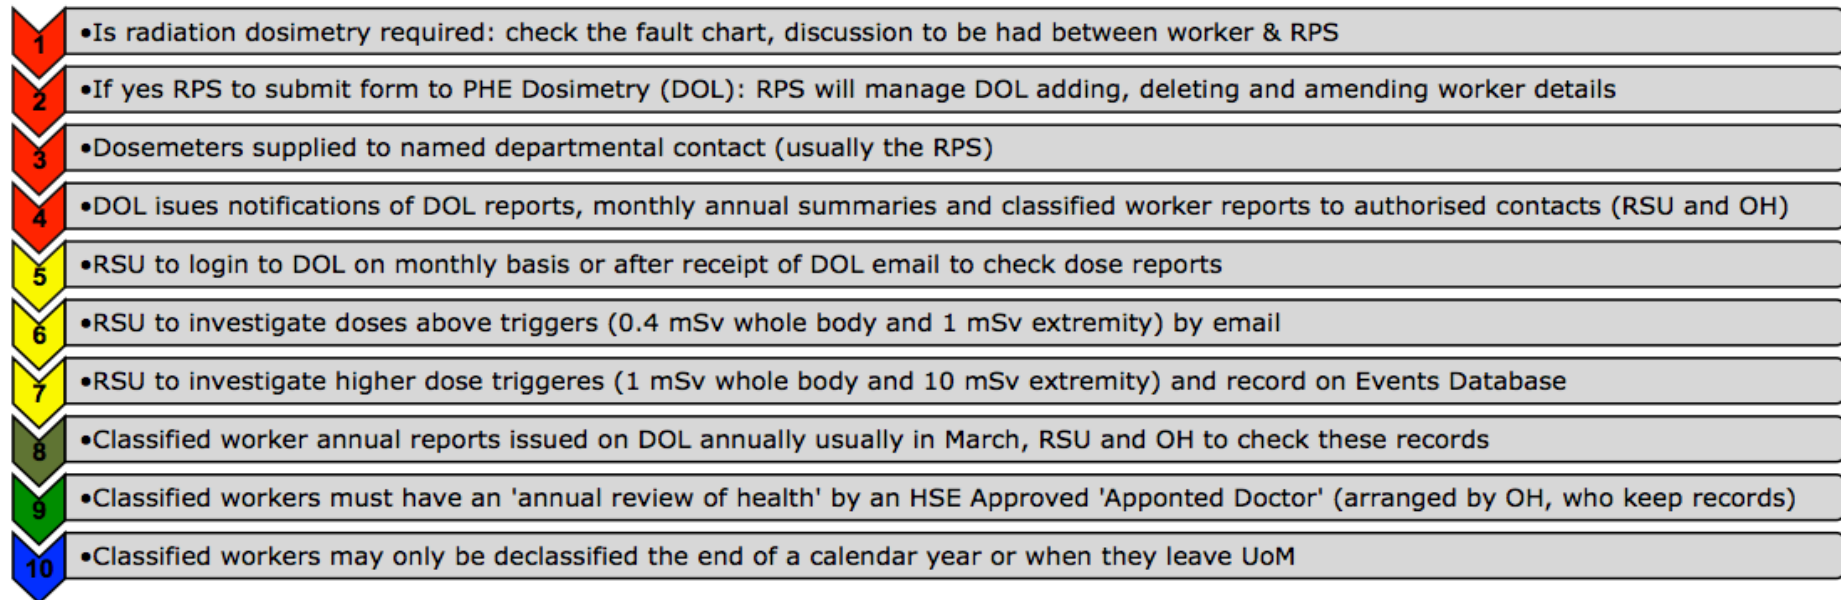 1 •Is radiation dosimetry required: check the fault chart, discussion to be had between worker & RPS
2 •If yes RPS to submit form to PHE Dosimetry (DOL): RPS will manage DOL adding, deleting and amending worker details
3 •Dosemeters supplied to named departmental contact (usually the RPS)
4 •DOL isues notifications of DOL reports, monthly annual summaries and classified worker reports to authorised contacts (RSU and OH)
5 •RSU to login to DOL on monthly basis or after receipt of DOL email to check dose reports
6 •RSU to investigate doses above triggers (0.4 mSv whole body and 1 mSv extremity) by email
7 •RSU to investigate higher dose triggeres (1 mSv whole body and 10 mSv extremity) and record on Events Database
8 •Classified worker annual reports issued on DOL annually usually in March, RSU and OH to check these records
9 •Classified workers must have an 'annual review of health' by an HSE Approved 'Apponted Doctor' (arranged by OH, who keep records)
10 •Classified workers may only be declassified the end of a calendar year or when they leave UoM